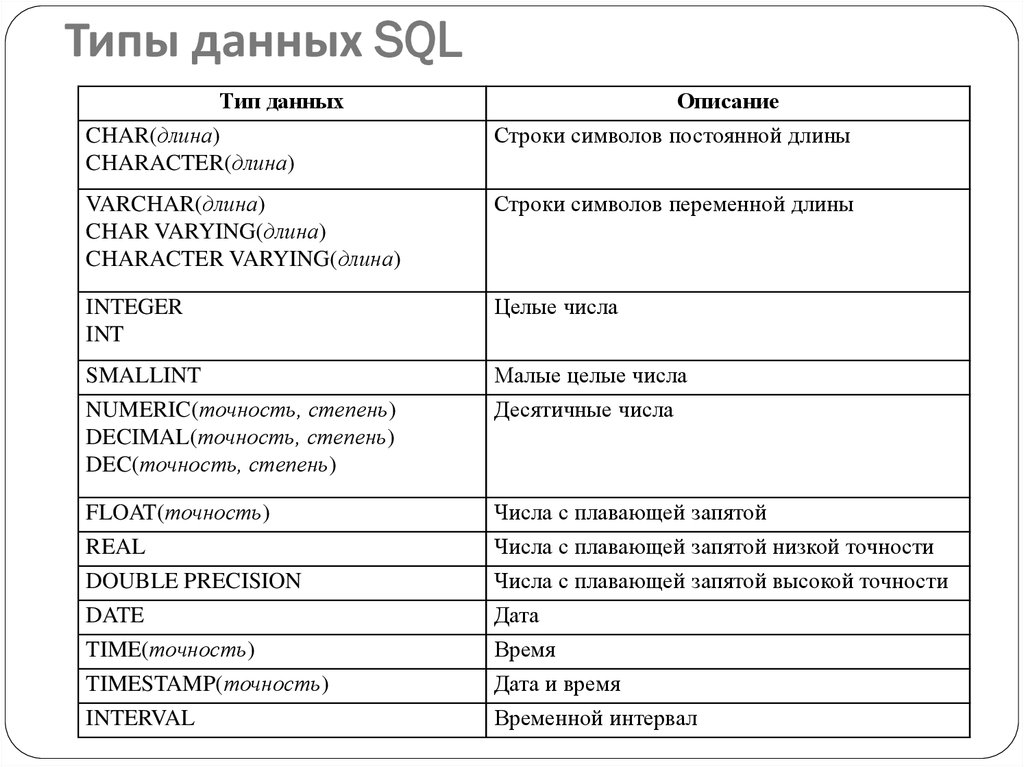 Типы данных SQL
Тип данных
Описание
CHAR(длина)
CHARACTER(длина)
Строки символов постоянной длины
VARCHAR(длина)
CHAR VARYING(длина)
CHARACTER VARYING(длина)
Строки символов переменной длины
INTEGER
INT
Целые числа
SMALLINT
Малые целые числа
NUMERIC(точность, степень)
DECIMAL(точность, степень)
DEC(точность, степень)
Десятичные числа
FLOAT(точность)
Числа с плавающей запятой
REAL
Числа с плавающей запятой низкой точности
DOUBLE PRECISION
Числа с плавающей запятой высокой точности
DATE
Дата
TIME(точность)
Время
TIMESTAMP(точность)
Дата и время
INTERVAL
Временной интервал